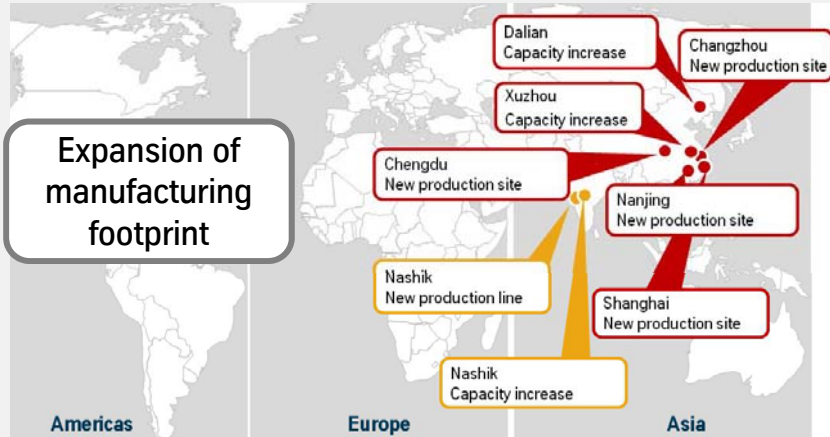 Dalian
Capacity increase
Changzhou
New production site
Xuzhou
Capacity increase
Expansion of
manufacturing
footprint
Chengdu
New production site
Nanjing
New production site
Nashik
New production line
Shanghai
New production site
Nashik
Capacity increase
Americas
Europe
Asia